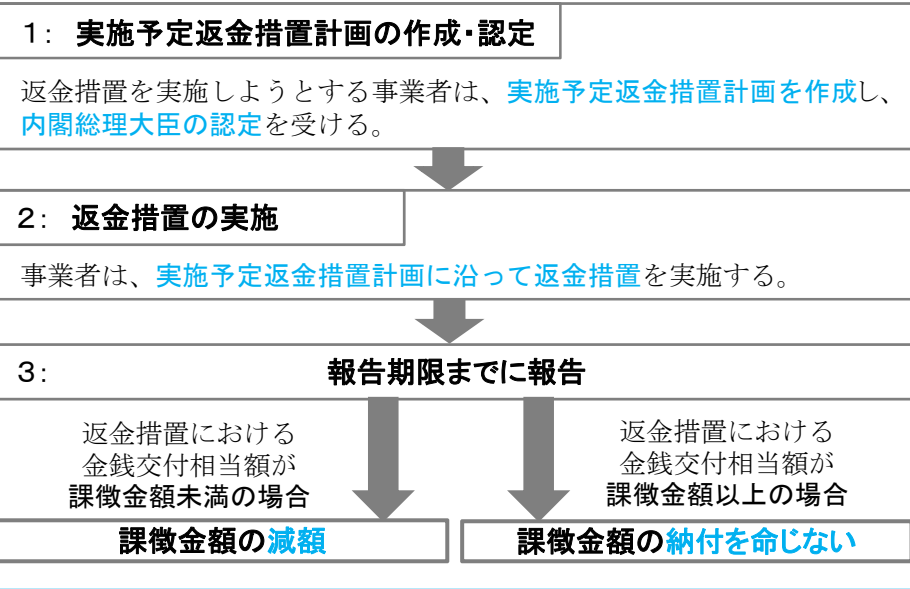 1： 実施予定返金措置計画の作成・認定
返金措置を実施しようとする事業者は、実施予定返金措置計画を作成し、
内閣総理大臣の認定を受ける。
2： 返金措置の実施
事業者は、実施予定返金措置計画に沿って返金措置を実施する。
3： 報告期限までに報告
返金措置における
金銭交付相当額が
課徴金額未満の場合
返金措置における
金銭交付相当額が
課徴金額以上の場合
課徴金額の減額
課徴金額の納付を命じない